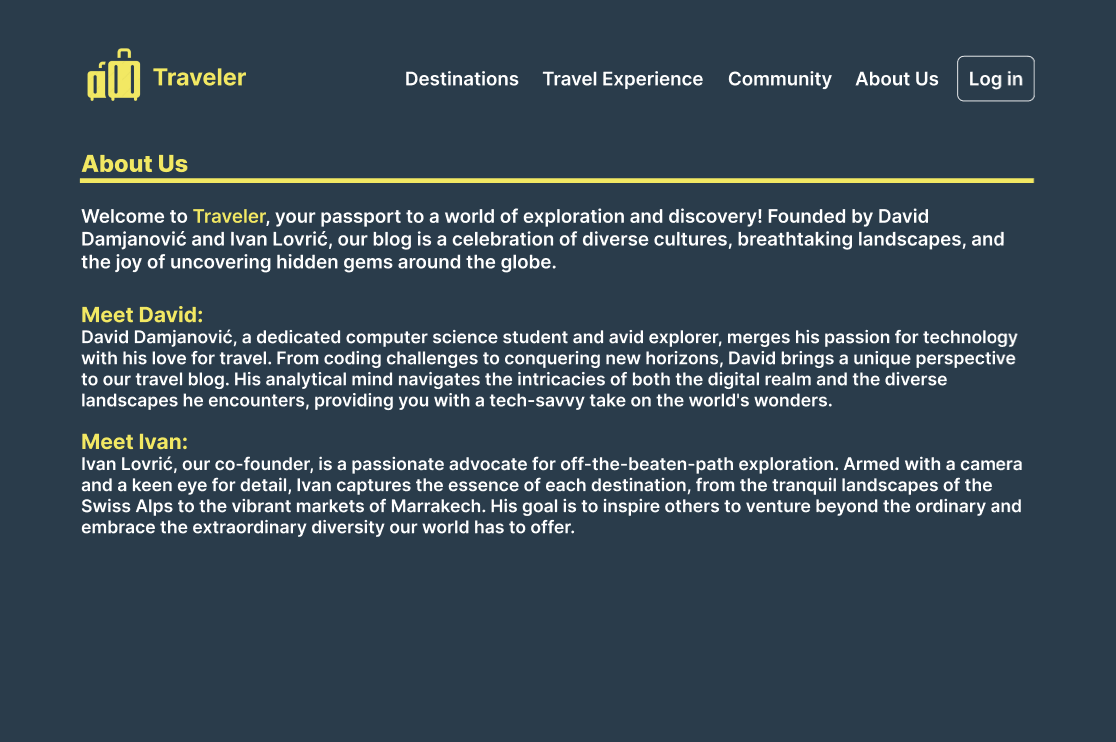 Traveler
Destinations Travel Experience Community About Us Log in
About Us
Welcome to Traveler, your passport to a world of exploration and discovery! Founded by David
Damjanović and Ivan Lovrić, our blog is a celebration of diverse cultures, breathtaking landscapes, and
the joy of uncovering hidden gems around the globe.
Meet David:
David Damjanović, a dedicated computer science student and avid explorer, merges his passion for technology
with his love for travel. From coding challenges to conquering new horizons, David brings a unique perspective
to our travel blog. His analytical mind navigates the intricacies of both the digital realm and the diverse
landscapes he encounters, providing you with a tech-savvy take on the world's wonders.
Meet Ivan:
Ivan Lovrić, our co-founder, is a passionate advocate for off-the-beaten-path exploration. Armed with a camera
and a keen eye for detail, Ivan captures the essence of each destination, from the tranquil landscapes of the
Swiss Alps to the vibrant markets of Marrakech. His goal is to inspire others to venture beyond the ordinary and
embrace the extraordinary diversity our world has to offer.